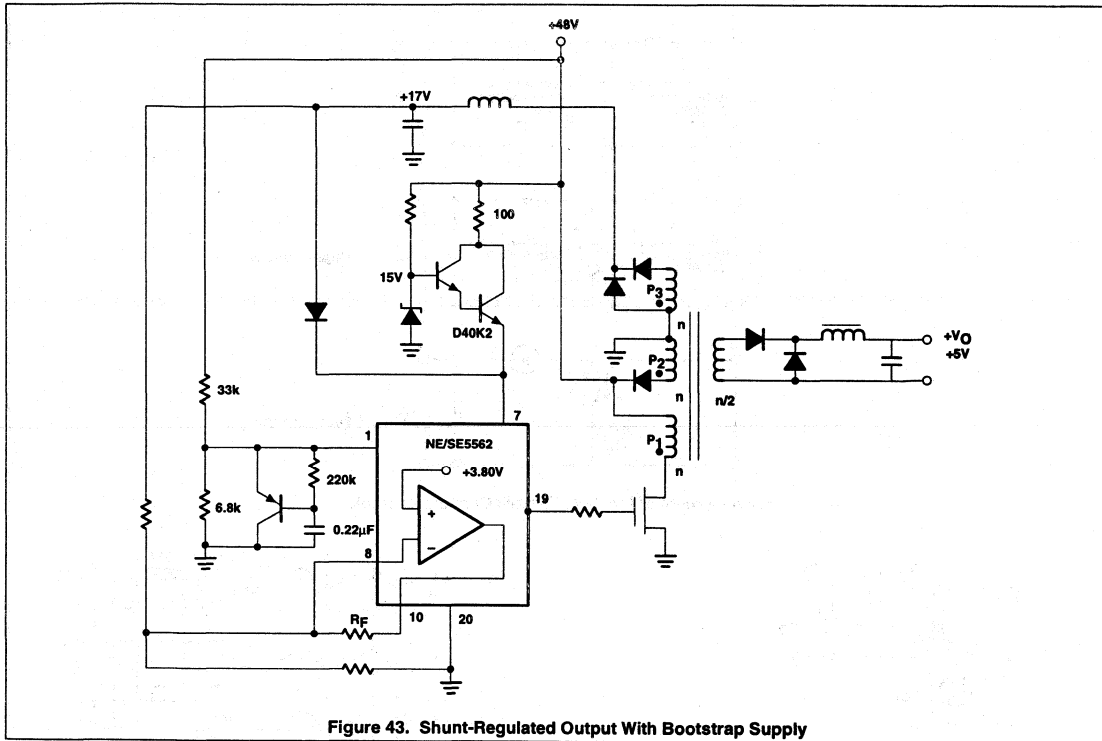 +48V
+17V
100
15V
D40K2
P3
n
P2
n
P1
n
n/2
+VO
+5V
33k
7
1
NE/SE5562
+3.80V
220k
6.8k
0.22µF
+
−
19
8
10
20
RF
Figure 43. Shunt-Regulated Output With Bootstrap Supply